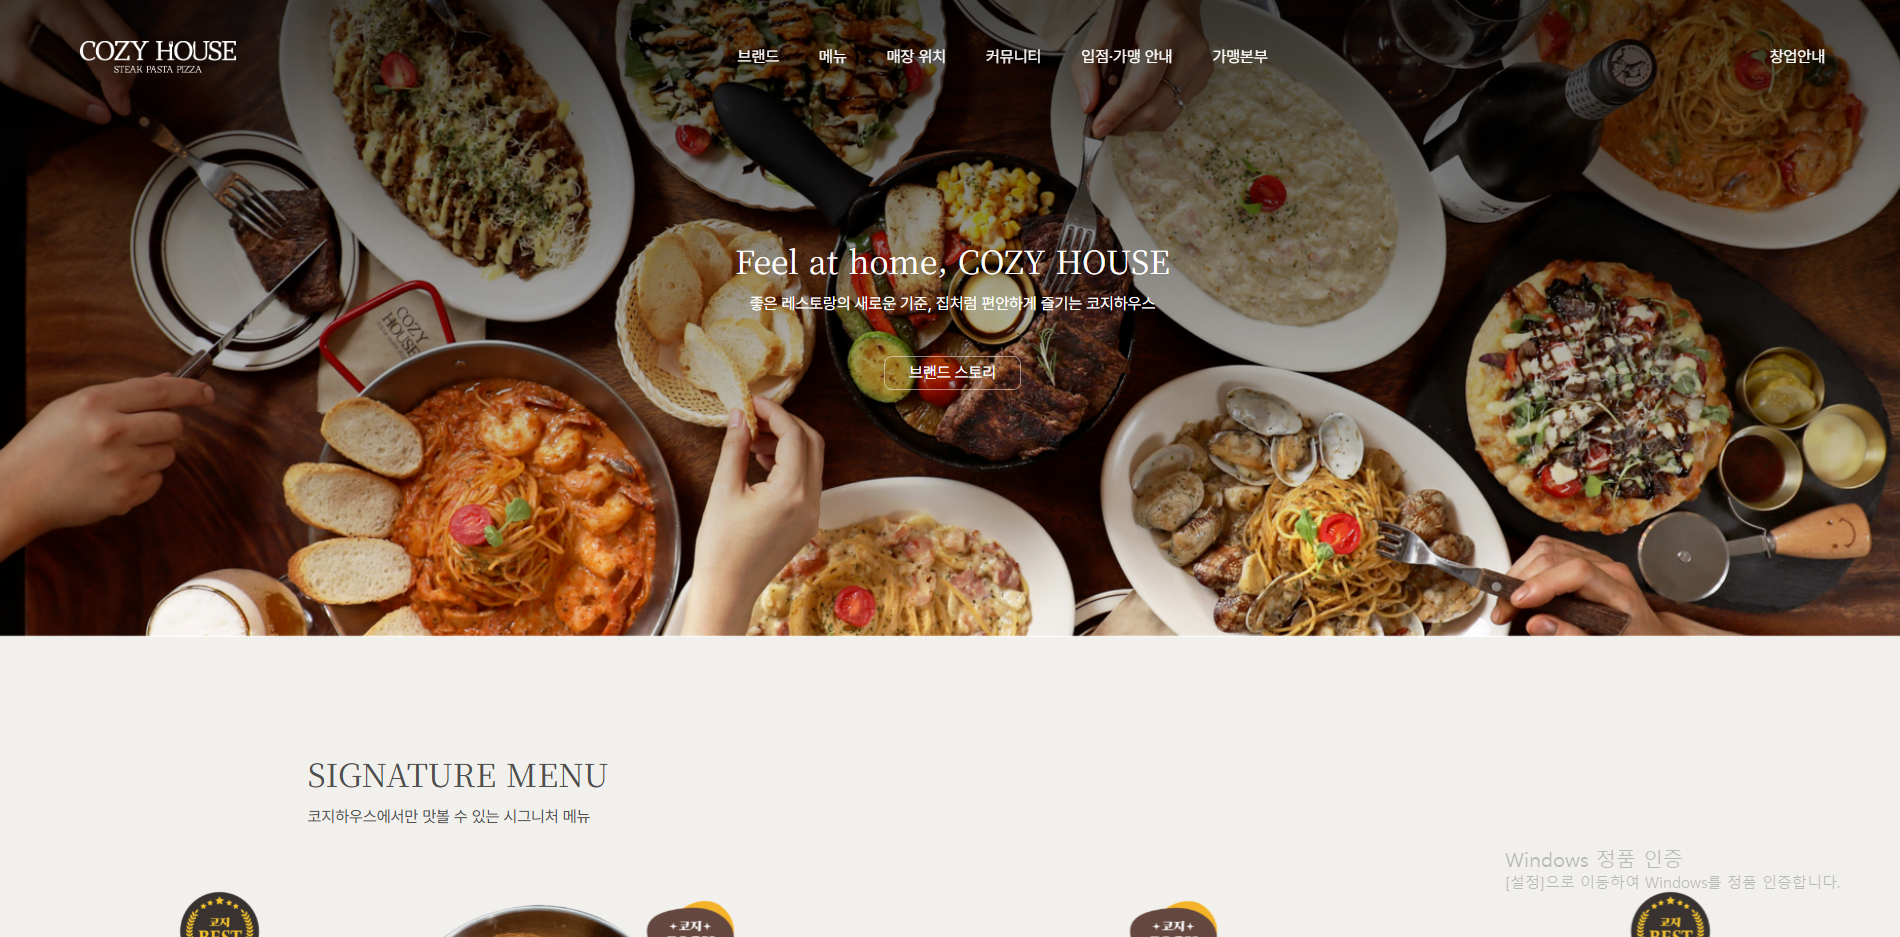 COZY HOUSE
STEAK PASTA PIZZA
브랜드 메뉴 매장 위치 커뮤니티 입점·가맹 안내 가맹본부 창업안내
Feel at home, COZY HOUSE
좋은 레스토랑의 새로운 기준, 집처럼 편안하게 즐기는 코지하우스
브랜드 스토리
COZY
HOUSE
SIGNATURE MENU
코지하우스에서만 맛볼 수 있는 시그니처 메뉴
Windows 정품 인증
[설정]으로 이동하여 Windows를 정품 인증합니다.
코지
BEST
코지
코지
코지
BEST